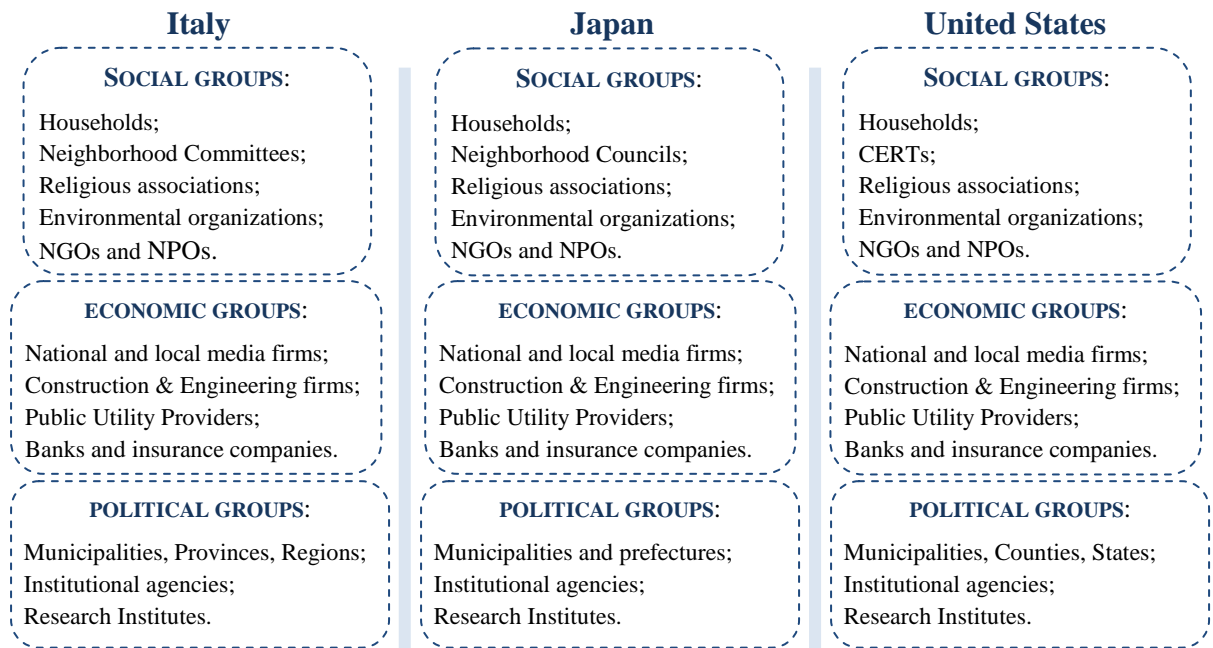 Italy
SOCIAL GROUPS:
Households;
Neighborhood Committees;
Religious associations;
Environmental organizations;
NGOs and NPOs.
ECONOMIC GROUPS:
National and local media firms;
Construction & Engineering firms;
Public Utility Providers;
Banks and insurance companies.
POLITICAL GROUPS:
Municipalities, Provinces, Regions;
Institutional agencies;
Research Institutes.
Japan
SOCIAL GROUPS:
Households;
Neighborhood Councils;
Religious associations;
Environmental organizations;
NGOs and NPOs.
ECONOMIC GROUPS:
National and local media firms;
Construction & Engineering firms;
Public Utility Providers;
Banks and insurance companies.
POLITICAL GROUPS:
Municipalities and prefectures;
Institutional agencies;
Research Institutes.
United States
SOCIAL GROUPS:
Households;
CERTs;
Religious associations;
Environmental organizations;
NGOs and NPOs.
ECONOMIC GROUPS:
National and local media firms;
Construction & Engineering firms;
Public Utility Providers;
Banks and insurance companies.
POLITICAL GROUPS:
Municipalities, Counties, States;
Institutional agencies;
Research Institutes.